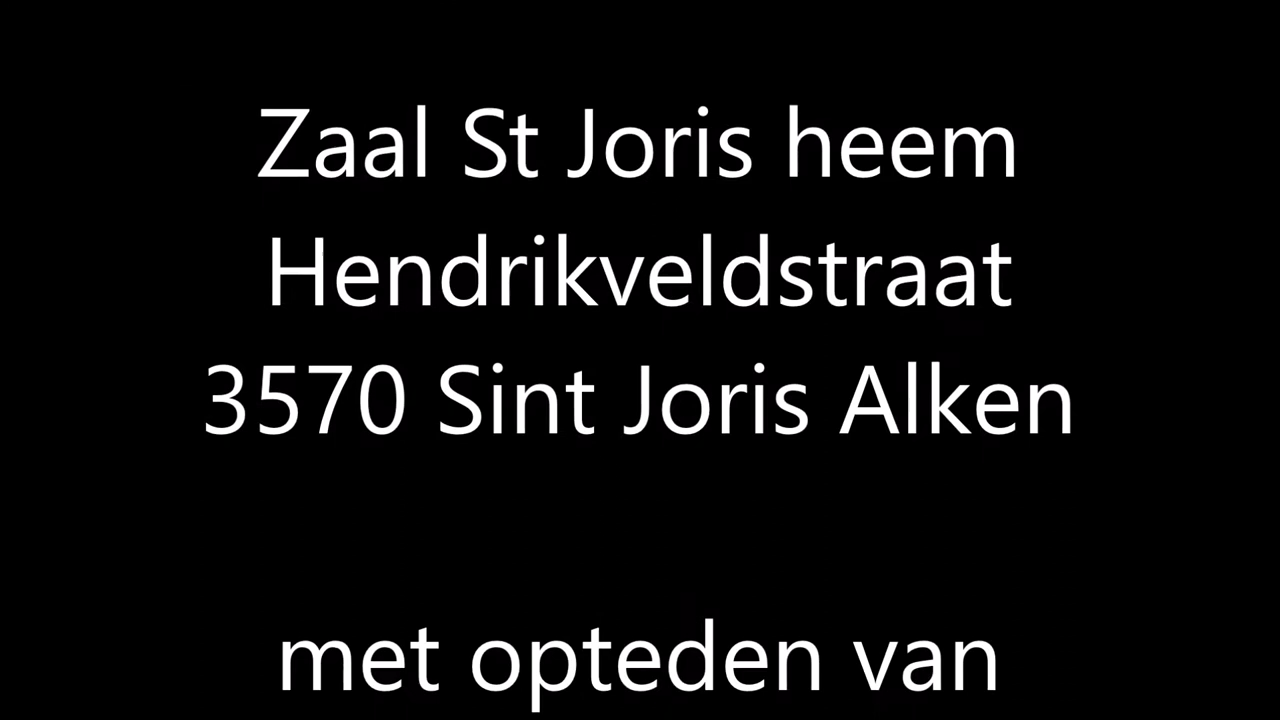 Zaal St Joris heem
Hendrikveldstraat
3570 Sint Joris Alken
met opteden van